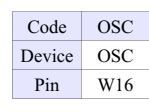 Code OSC
Device OSC
Pin W16